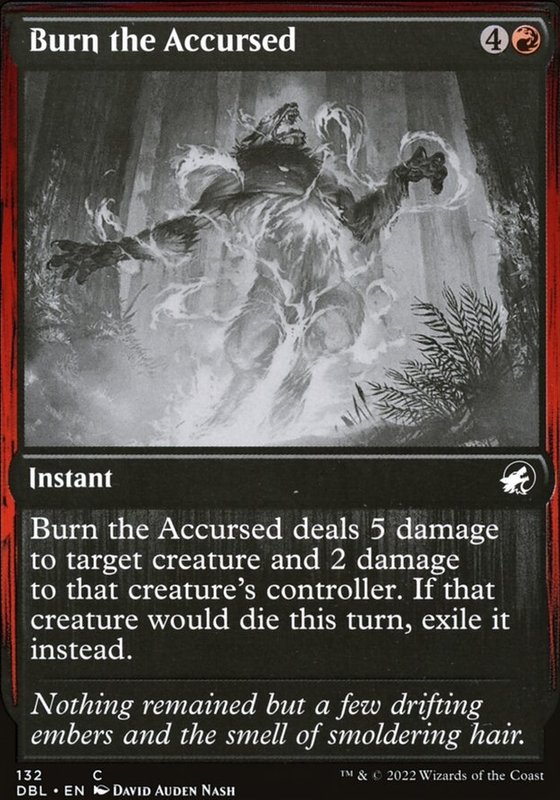 Burn the Accursed 4
Instant
Burn the Accursed deals 5 damage
to target creature and 2 damage
to that creature's controller. If that
creature would die this turn, exile it
instead.
Nothing remained but a few drifting
embers and the smell of smoldering hair.
132 C
DBL • EN DAVID AUDEN NASH
™ & © 2022 Wizards of the Coast